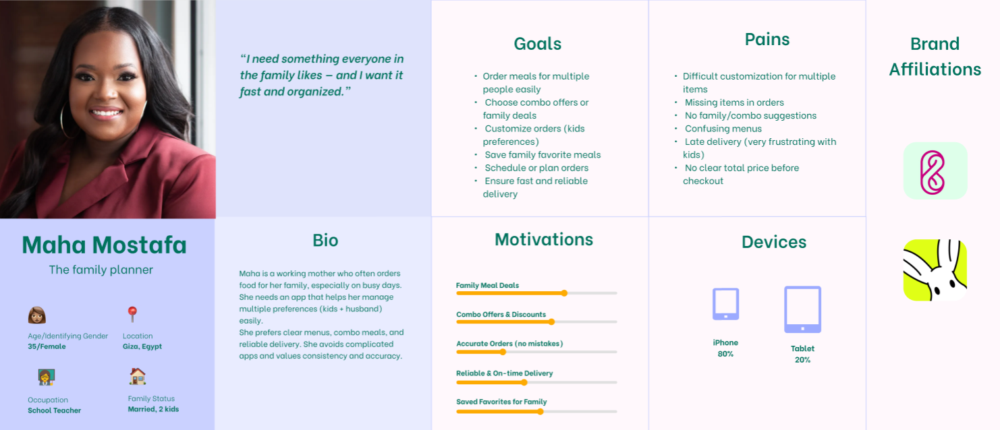 “I need something everyone in
the family likes – and I want it
fast and organized.”
Goals
• Order meals for multiple
people easily
• Choose combo offers or
family deals
• Customize orders (kids
preferences)
• Save family favorite meals
• Schedule or plan orders
• Ensure fast and reliable
delivery
Pains
• Difficult customization for multiple
items
• Missing items in orders
• No family/combo suggestions
• Confusing menus
• Late delivery (very frustrating with
kids)
• No clear total price before
checkout
Brand
Affiliations
Maha Mostafa
The family planner
Age/Identifying Gender
35/Female
Location
Giza, Egypt
Occupation
School Teacher
Family Status
Married, 2 kids
Bio
Maha is a working mother who often orders
food for her family, especially on busy days.
She needs an app that helps her manage
multiple preferences (kids + husband)
easily.
She prefers clear menus, combo meals, and
reliable delivery. She avoids complicated
apps and values consistency and accuracy.
Motivations
Family Meal Deals
Combo Offers & Discounts
Accurate Orders (no mistakes)
Reliable & On-time Delivery
Saved Favorites for Family
Devices
iPhone
80%
Tablet
20%